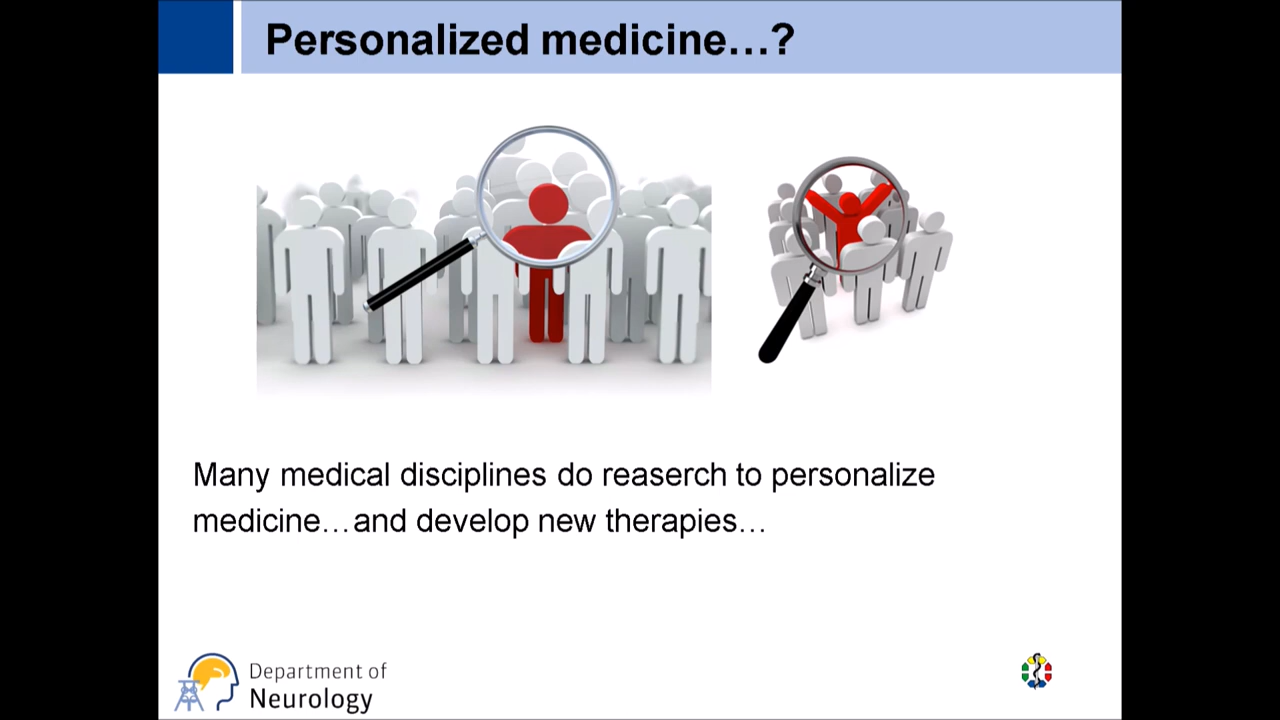 Personalized medicine…?
Many medical disciplines do reaserch to personalize
medicine…and develop new therapies…
Department of
Neurology